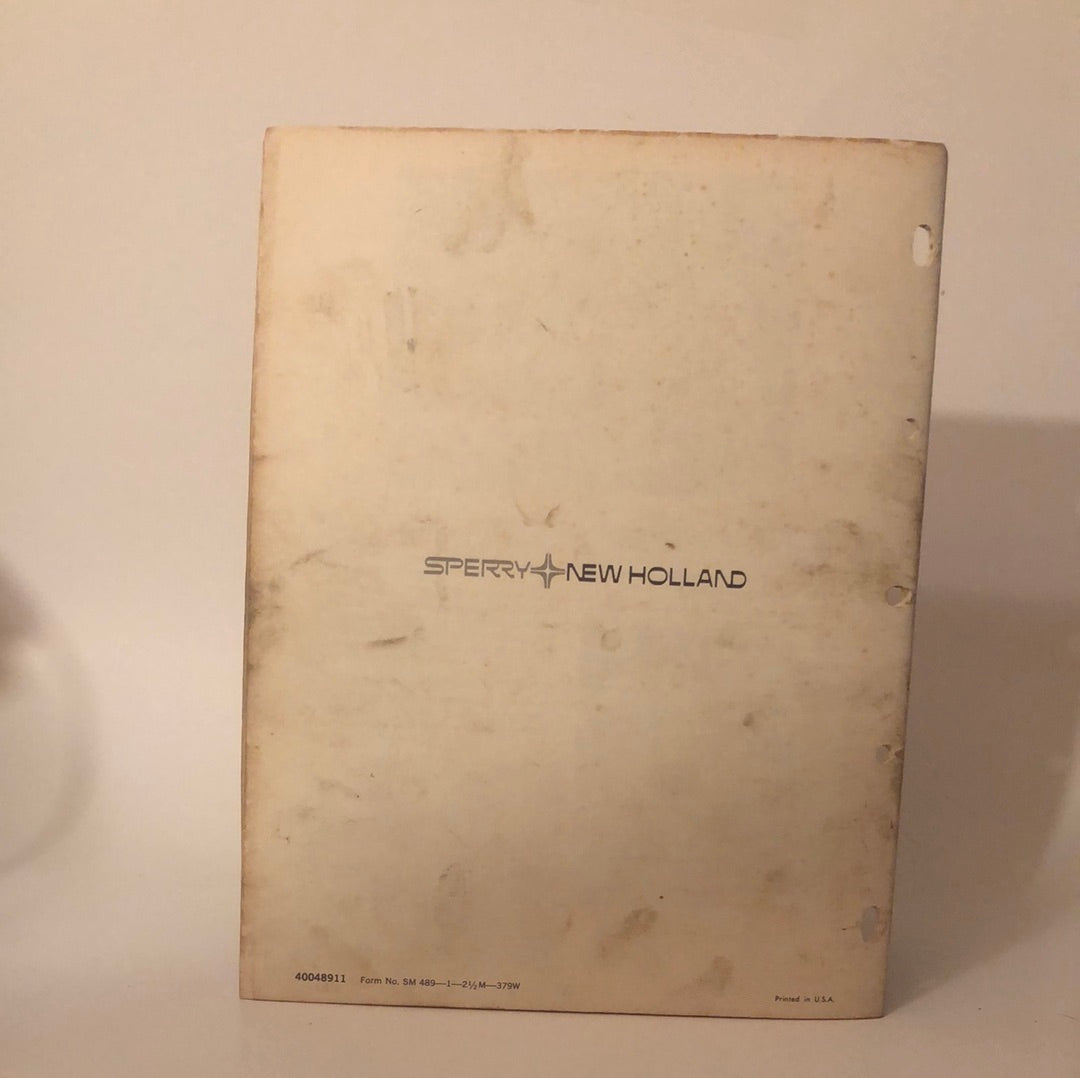 SPERRY NEW HOLLAND
40048911 Form No. SM 489—1—2½M—379W
Printed in U.S.A.